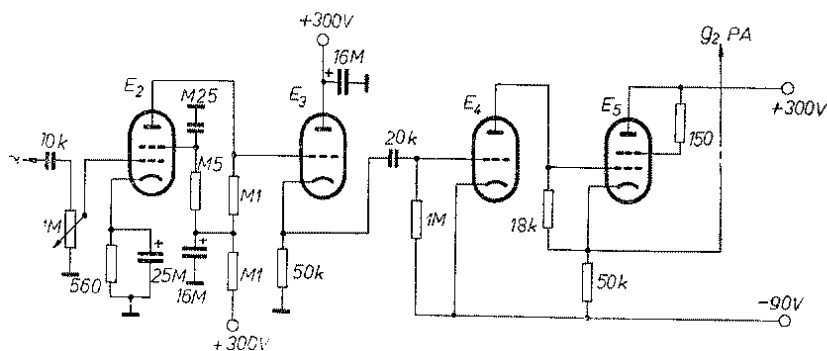 +300V
16M
+
E2
M25
E3
E4
E5
g2 PA
+300V
150
10k
M5
20k
M1
1M
+
25M
560
+
16M
M1
50k
1M
18k
50k
-90V
+300V